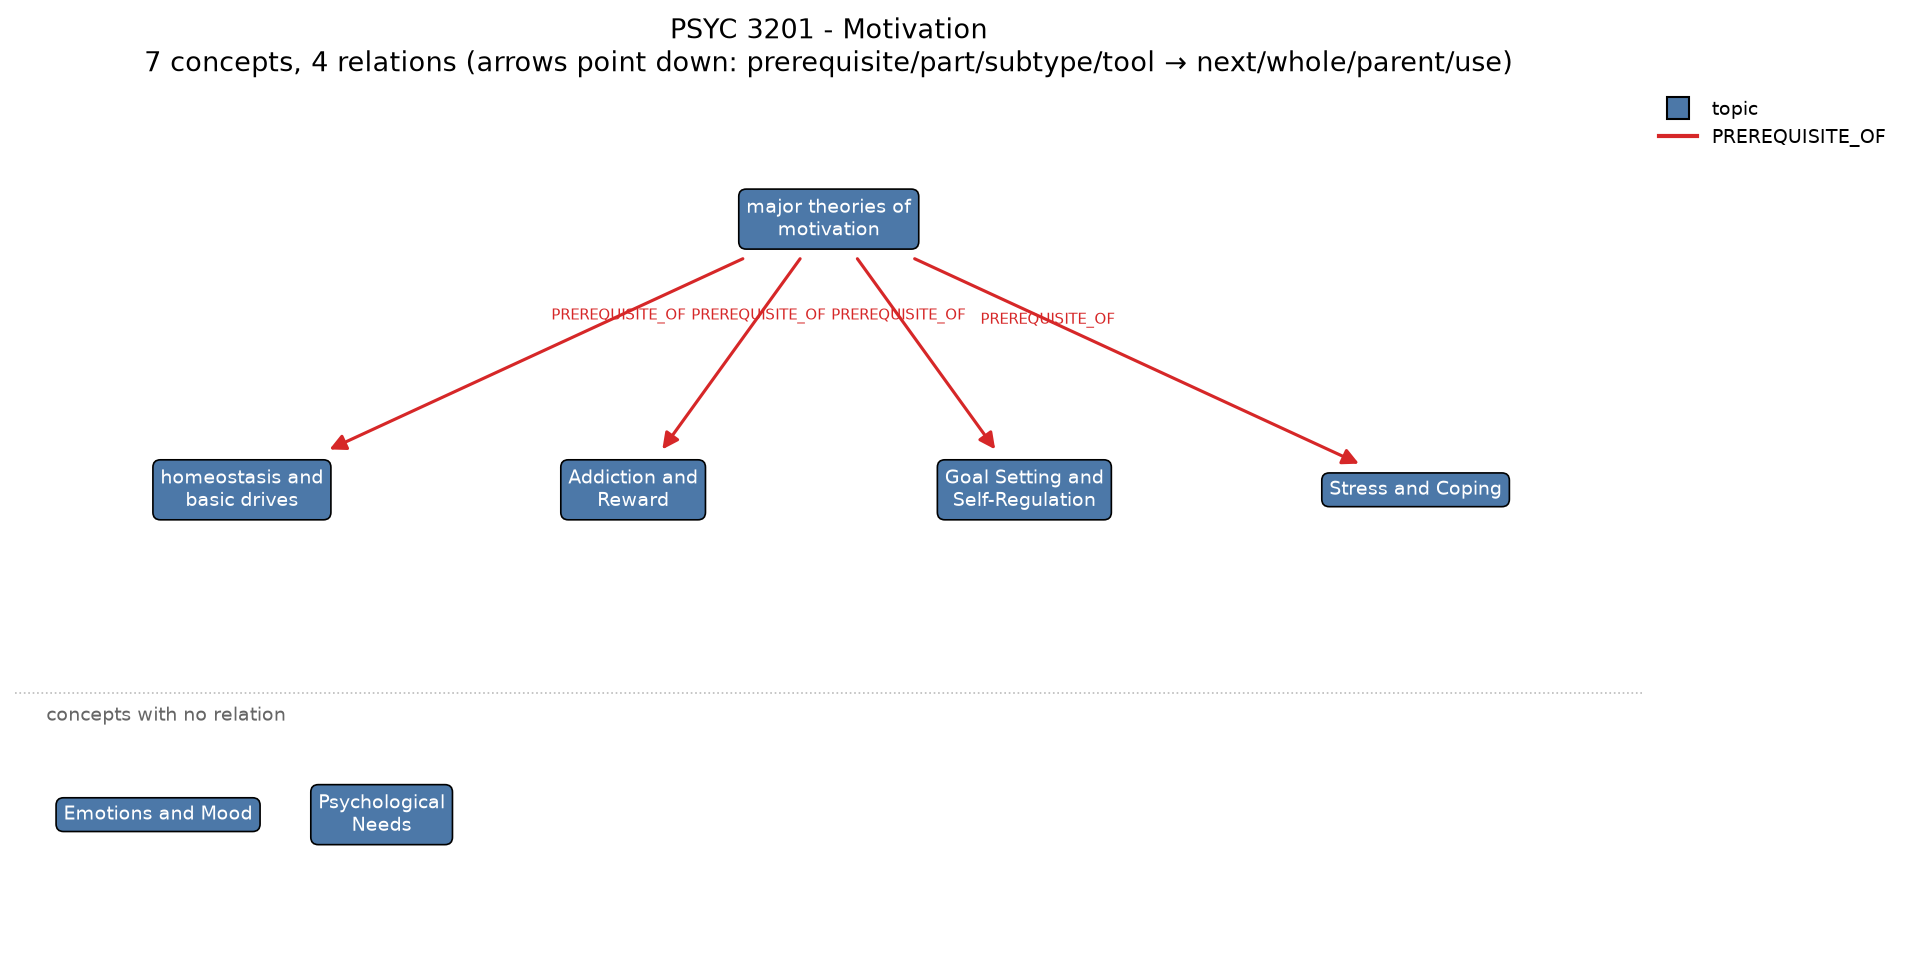 PSYC 3201 - Motivation
7 concepts, 4 relations (arrows point down: prerequisite/part/subtype/tool → next/whole/parent/use)
topic
PREREQUISITE_OF
major theories of
motivation
PREREQUISITE_OF PREREQUISITE_OF PREREQUISITE_OF PREREQUISITE_OF
homeostasis and
basic drives
Addiction and
Reward
Goal Setting and
Self-Regulation
Stress and Coping
concepts with no relation
Emotions and Mood
Psychological
Needs